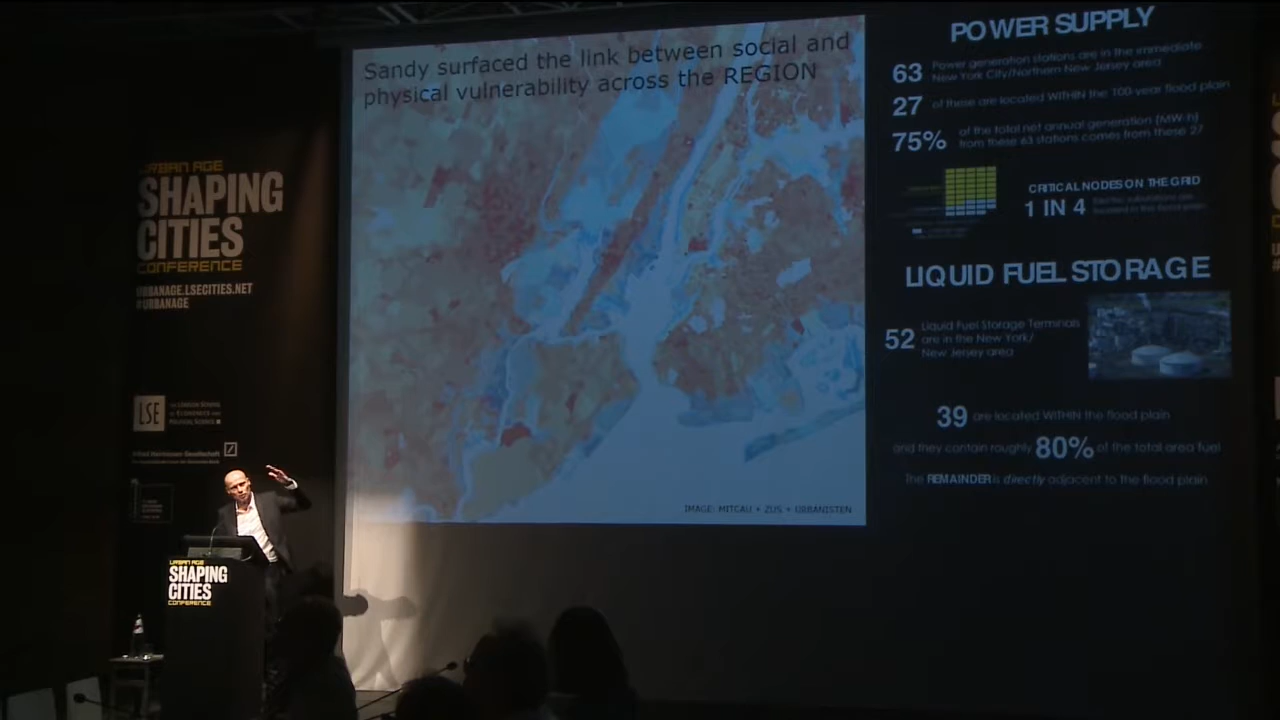 URBAN AGE
SHAPING
CITIES
CONFERENCE
URBANAGE.LSECITIES.NET
#URBANAGE
LSE
Sandy surfaced the link between social and
physical vulnerability across the REGION
IMAGE: MITCAU + ZUS + URBANISTEN
POWER SUPPLY
63 Power generation stations are in the immediate
New York City/Northern New Jersey area
27 of these are located WITHIN the 100-year flood plain
75% of the total net annual generation (MW-h)
from these 63 stations comes from these 27
CRITICAL NODES ON THE GRID
1 IN 4
LIQUID FUEL STORAGE
52 Liquid Fuel Storage Terminals
are in the New York/
New Jersey area
39 are located WITHIN the flood plain
and they contain roughly 80% of the total area fuel
The REMAINDER is directly adjacent to the flood plain
URBAN AGE
SHAPING
CITIES
CONFERENCE